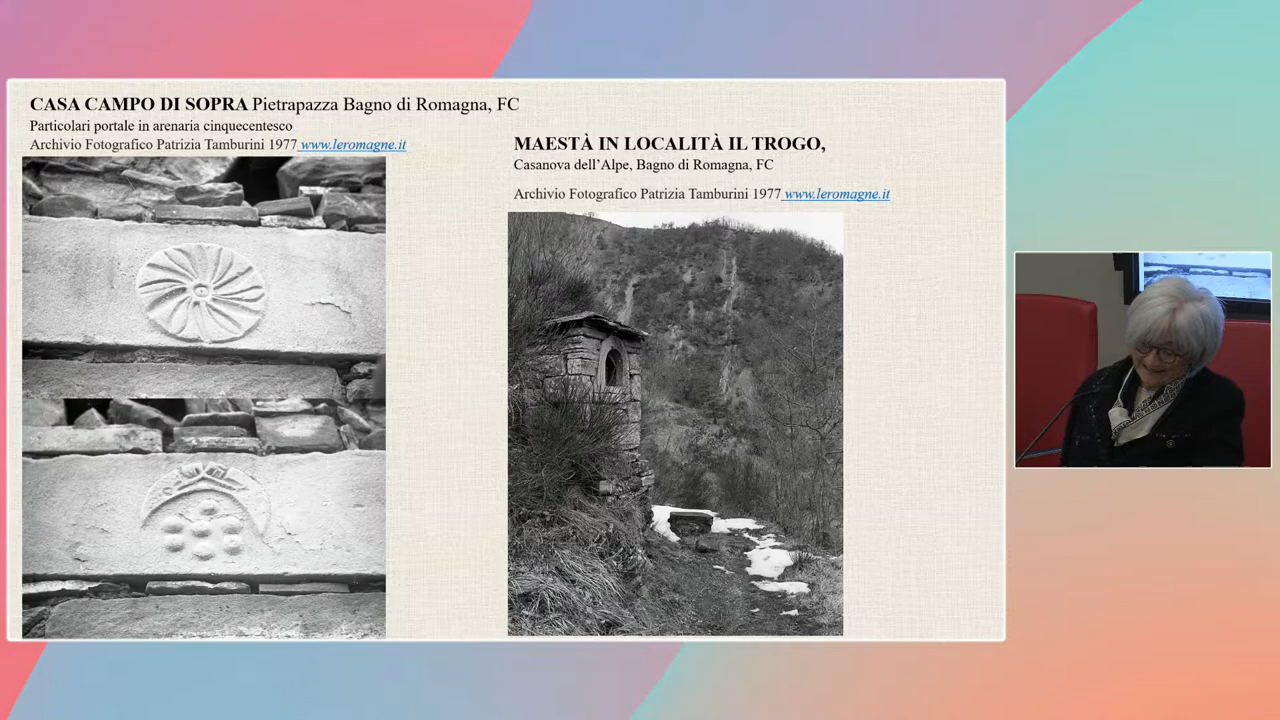 CASA CAMPO DI SOPRA Pietrapazza Bagno di Romagna, FC
Particolari portale in arenaria cinquecentesco
Archivio Fotografico Patrizia Tamburini 1977 www.leromagne.it
MAESTÀ IN LOCALITÀ IL TROGO,
Casanova dell’Alpe, Bagno di Romagna, FC
Archivio Fotografico Patrizia Tamburini 1977 www.leromagne.it